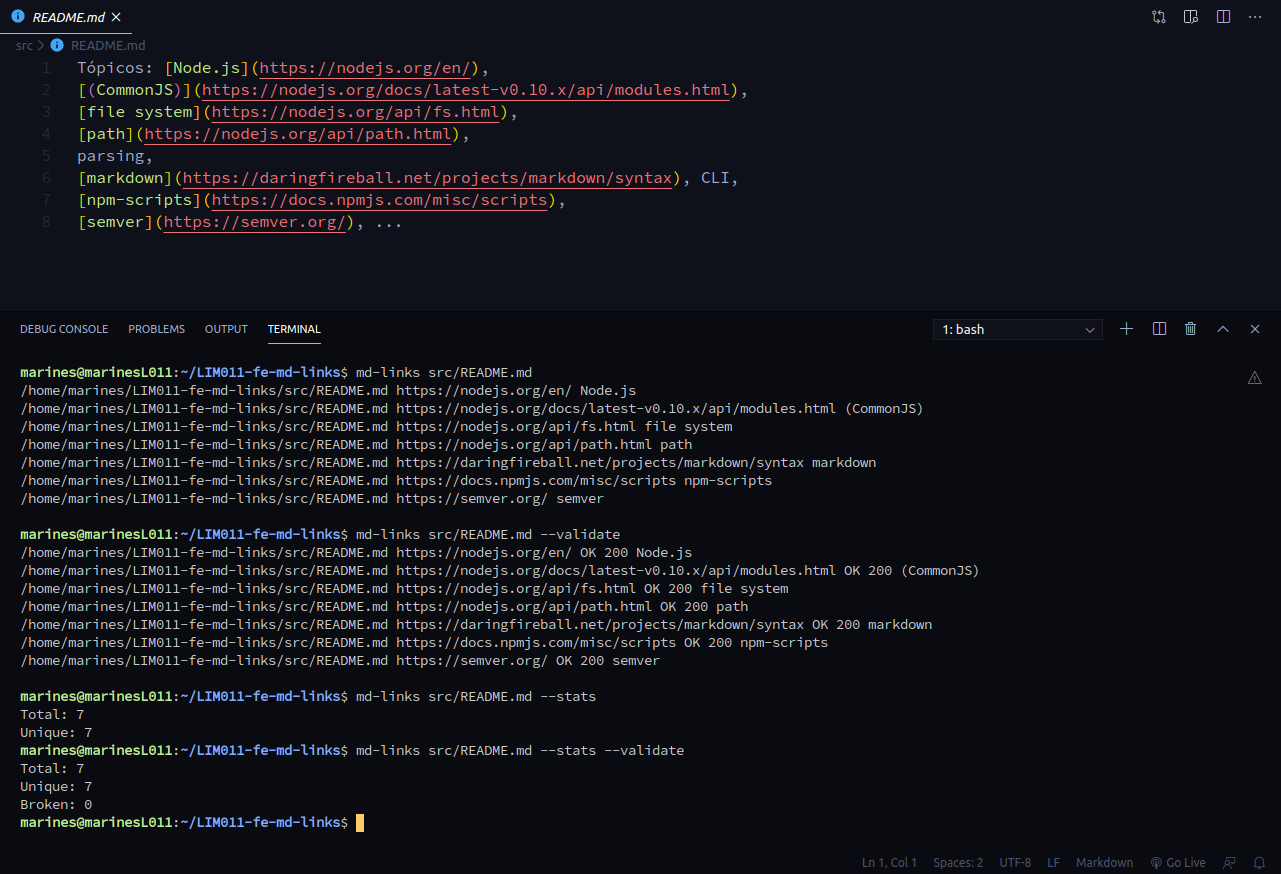 README.md
src > README.md
1 Tópicos: [Node.js](https://nodejs.org/en/),
2 [(CommonJS)](https://nodejs.org/docs/latest-v0.10.x/api/modules.html),
3 [file system](https://nodejs.org/api/fs.html),
4 [path](https://nodejs.org/api/path.html),
5 parsing,
6 [markdown](https://daringfireball.net/projects/markdown/syntax), CLI,
7 [npm-scripts](https://docs.npmjs.com/misc/scripts),
8 [semver](https://semver.org/), ...
DEBUG CONSOLE PROBLEMS OUTPUT TERMINAL 1: bash
marines@marinesL011:~/LIM011-fe-md-links$ md-links src/README.md
/home/marines/LIM011-fe-md-links/src/README.md https://nodejs.org/en/ Node.js
/home/marines/LIM011-fe-md-links/src/README.md https://nodejs.org/docs/latest-v0.10.x/api/modules.html (CommonJS)
/home/marines/LIM011-fe-md-links/src/README.md https://nodejs.org/api/fs.html file system
/home/marines/LIM011-fe-md-links/src/README.md https://nodejs.org/api/path.html path
/home/marines/LIM011-fe-md-links/src/README.md https://daringfireball.net/projects/markdown/syntax markdown
/home/marines/LIM011-fe-md-links/src/README.md https://docs.npmjs.com/misc/scripts npm-scripts
/home/marines/LIM011-fe-md-links/src/README.md https://semver.org/ semver
marines@marinesL011:~/LIM011-fe-md-links$ md-links src/README.md --validate
/home/marines/LIM011-fe-md-links/src/README.md https://nodejs.org/en/ OK 200 Node.js
/home/marines/LIM011-fe-md-links/src/README.md https://nodejs.org/docs/latest-v0.10.x/api/modules.html OK 200 (CommonJS)
/home/marines/LIM011-fe-md-links/src/README.md https://nodejs.org/api/fs.html OK 200 file system
/home/marines/LIM011-fe-md-links/src/README.md https://nodejs.org/api/path.html OK 200 path
/home/marines/LIM011-fe-md-links/src/README.md https://daringfireball.net/projects/markdown/syntax OK 200 markdown
/home/marines/LIM011-fe-md-links/src/README.md https://docs.npmjs.com/misc/scripts OK 200 npm-scripts
/home/marines/LIM011-fe-md-links/src/README.md https://semver.org/ OK 200 semver
marines@marinesL011:~/LIM011-fe-md-links$ md-links src/README.md --stats
Total: 7
Unique: 7
marines@marinesL011:~/LIM011-fe-md-links$ md-links src/README.md --stats --validate
Total: 7
Unique: 7
Broken: 0
marines@marinesL011:~/LIM011-fe-md-links$
Ln 1, Col 1 Spaces: 2 UTF-8 LF Markdown Go Live